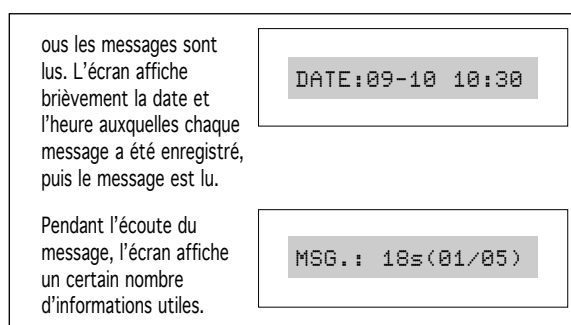 ous les messages sont
lus. L’écran affiche
brièvement la date et
l’heure auxquelles chaque
message a été enregistré,
puis le message est lu.
DATE:09-10 10:30
Pendant l’écoute du
message, l’écran affiche
un certain nombre
d’informations utiles.
MSG.: 18s(01/05)